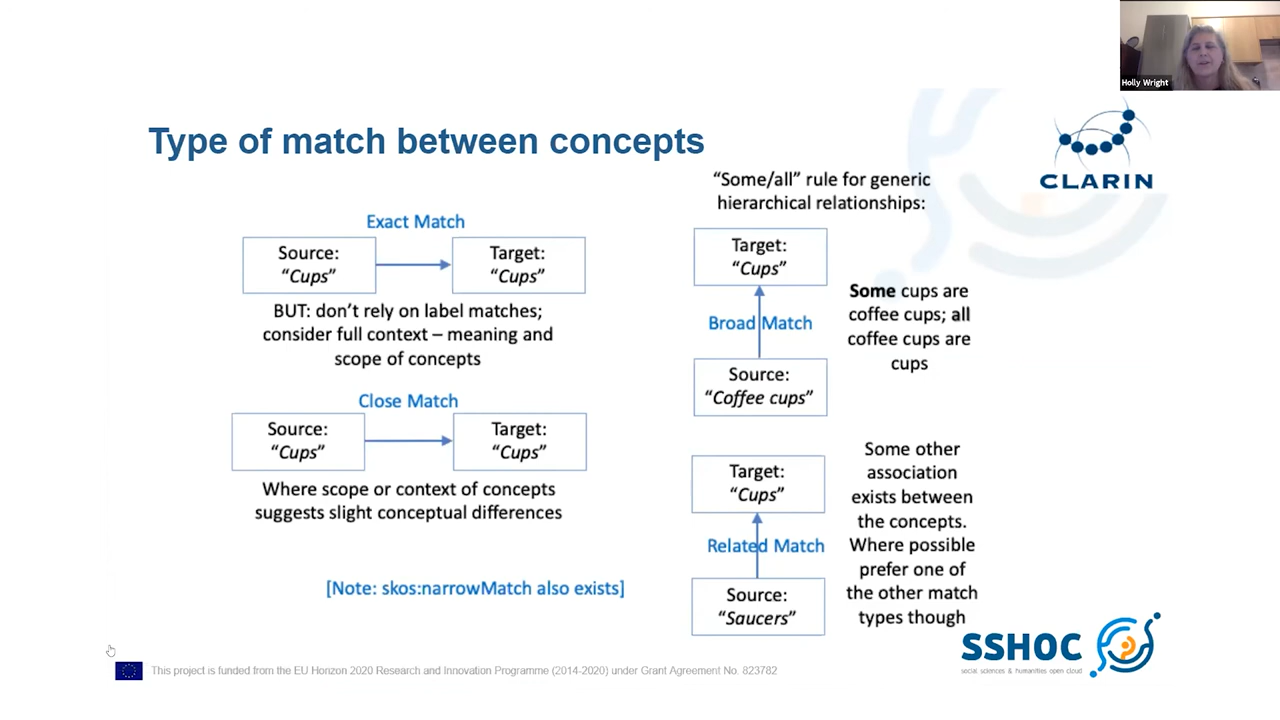 Holly Wright
Type of match between concepts
CLARIN
Exact Match
Source:
“Cups”
Target:
“Cups”
BUT: don’t rely on label matches;
consider full context – meaning and
scope of concepts
Close Match
Source:
“Cups”
Target:
“Cups”
Where scope or context of concepts
suggests slight conceptual differences
[Note: skos:narrowMatch also exists]
“Some/all” rule for generic
hierarchical relationships:
Target:
“Cups”
Broad Match
Source:
“Coffee cups”
Some cups are
coffee cups; all
coffee cups are
cups
Target:
“Cups”
Related Match
Source:
“Saucers”
Some other
association
exists between
the concepts.
Where possible
prefer one of
the other match
types though
SSHOC
social sciences & humanities open cloud
This project is funded from the EU Horizon 2020 Research and Innovation Programme (2014-2020) under Grant Agreement No. 823782